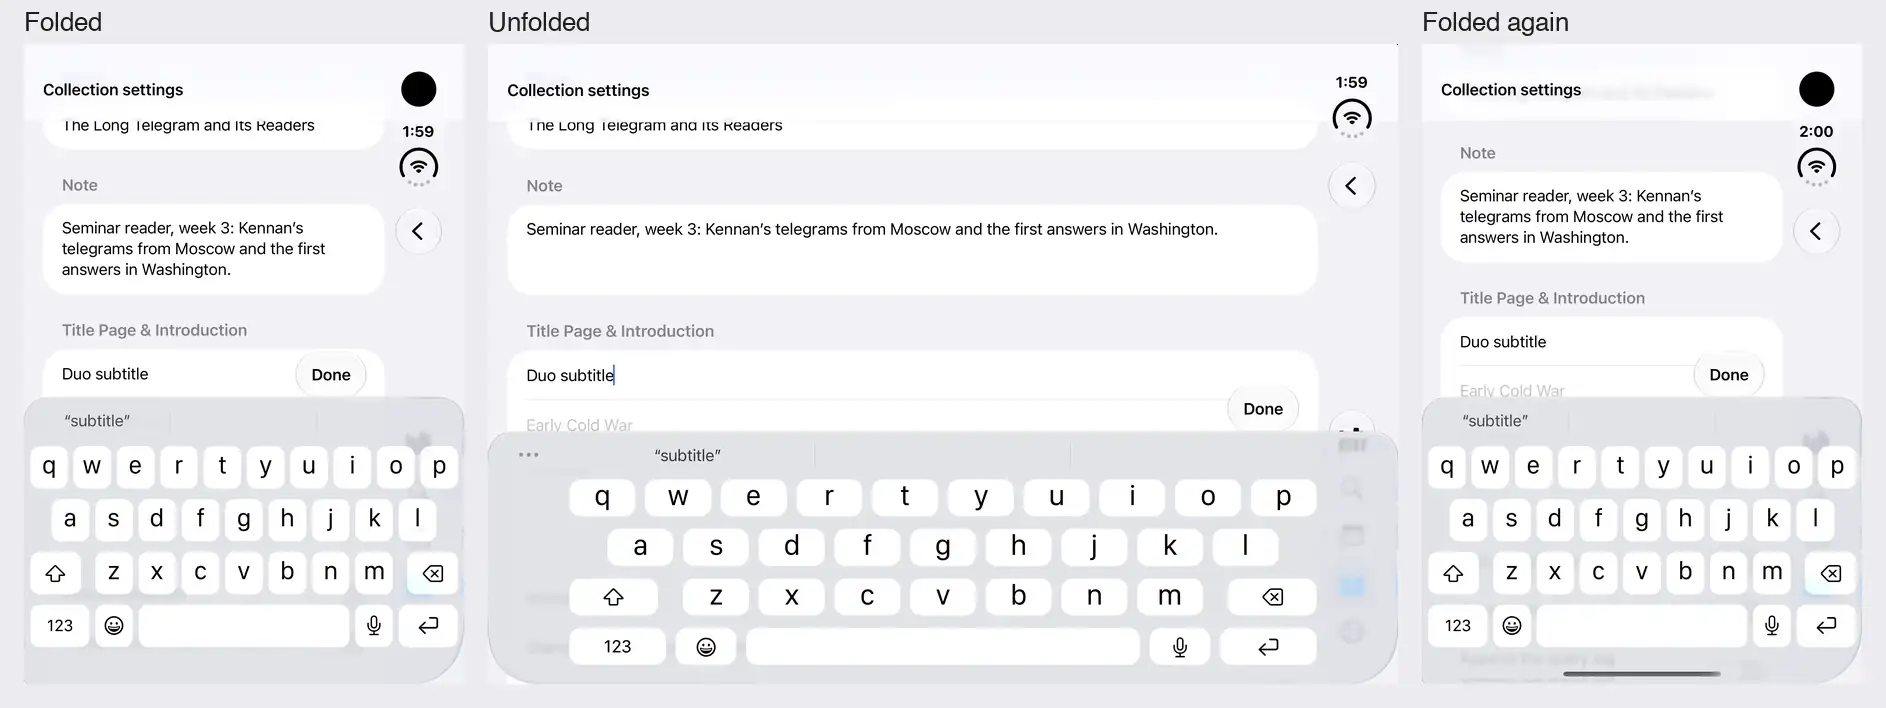 Folded
Collection settings
1:59
The Long Telegram and Its Readers
Note
Seminar reader, week 3: Kennan’s
telegrams from Moscow and the first
answers in Washington.
Title Page & Introduction
Duo subtitle
Done
“subtitle”
q w e r t y u i o p
a s d f g h j k l
z x c v b n m
123
Unfolded
1:59
Collection settings
The Long Telegram and Its Readers
Note
Seminar reader, week 3: Kennan’s telegrams from Moscow and the first answers in Washington.
Title Page & Introduction
Duo subtitle
Done
Early Cold War
“subtitle”
q w e r t y u i o p
a s d f g h j k l
z x c v b n m
123
Folded again
Collection settings
2:00
Note
Seminar reader, week 3: Kennan’s
telegrams from Moscow and the first
answers in Washington.
Title Page & Introduction
Duo subtitle
Done
Early Cold War
“subtitle”
q w e r t y u i o p
a s d f g h j k l
z x c v b n m
123